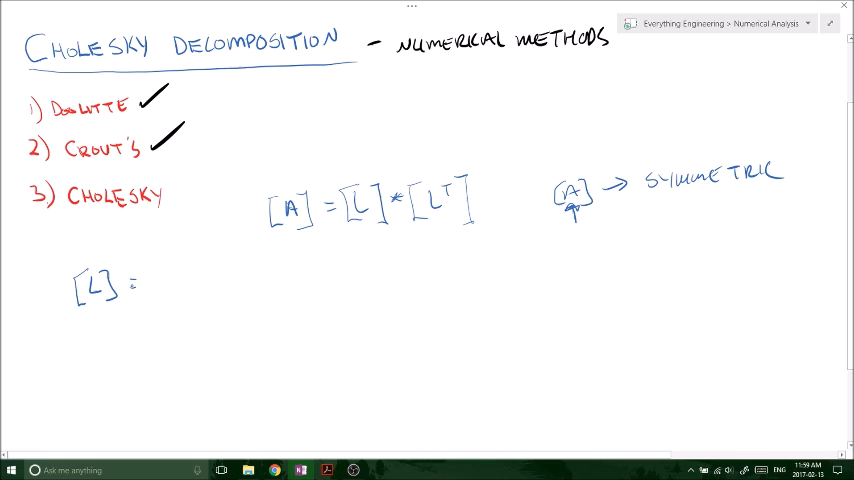 Everything Engineering > Numerical Analysis
CHOLESKY DECOMPOSITION - NUMERICAL METHODS
1) DOOLITTE
2) CROUT'S
3) CHOLESKY
[A] = [L] * [L^T]
[A] → SYMMETRIC
[L] =
Ask me anything
ENG
11:59 AM
2017-02-13